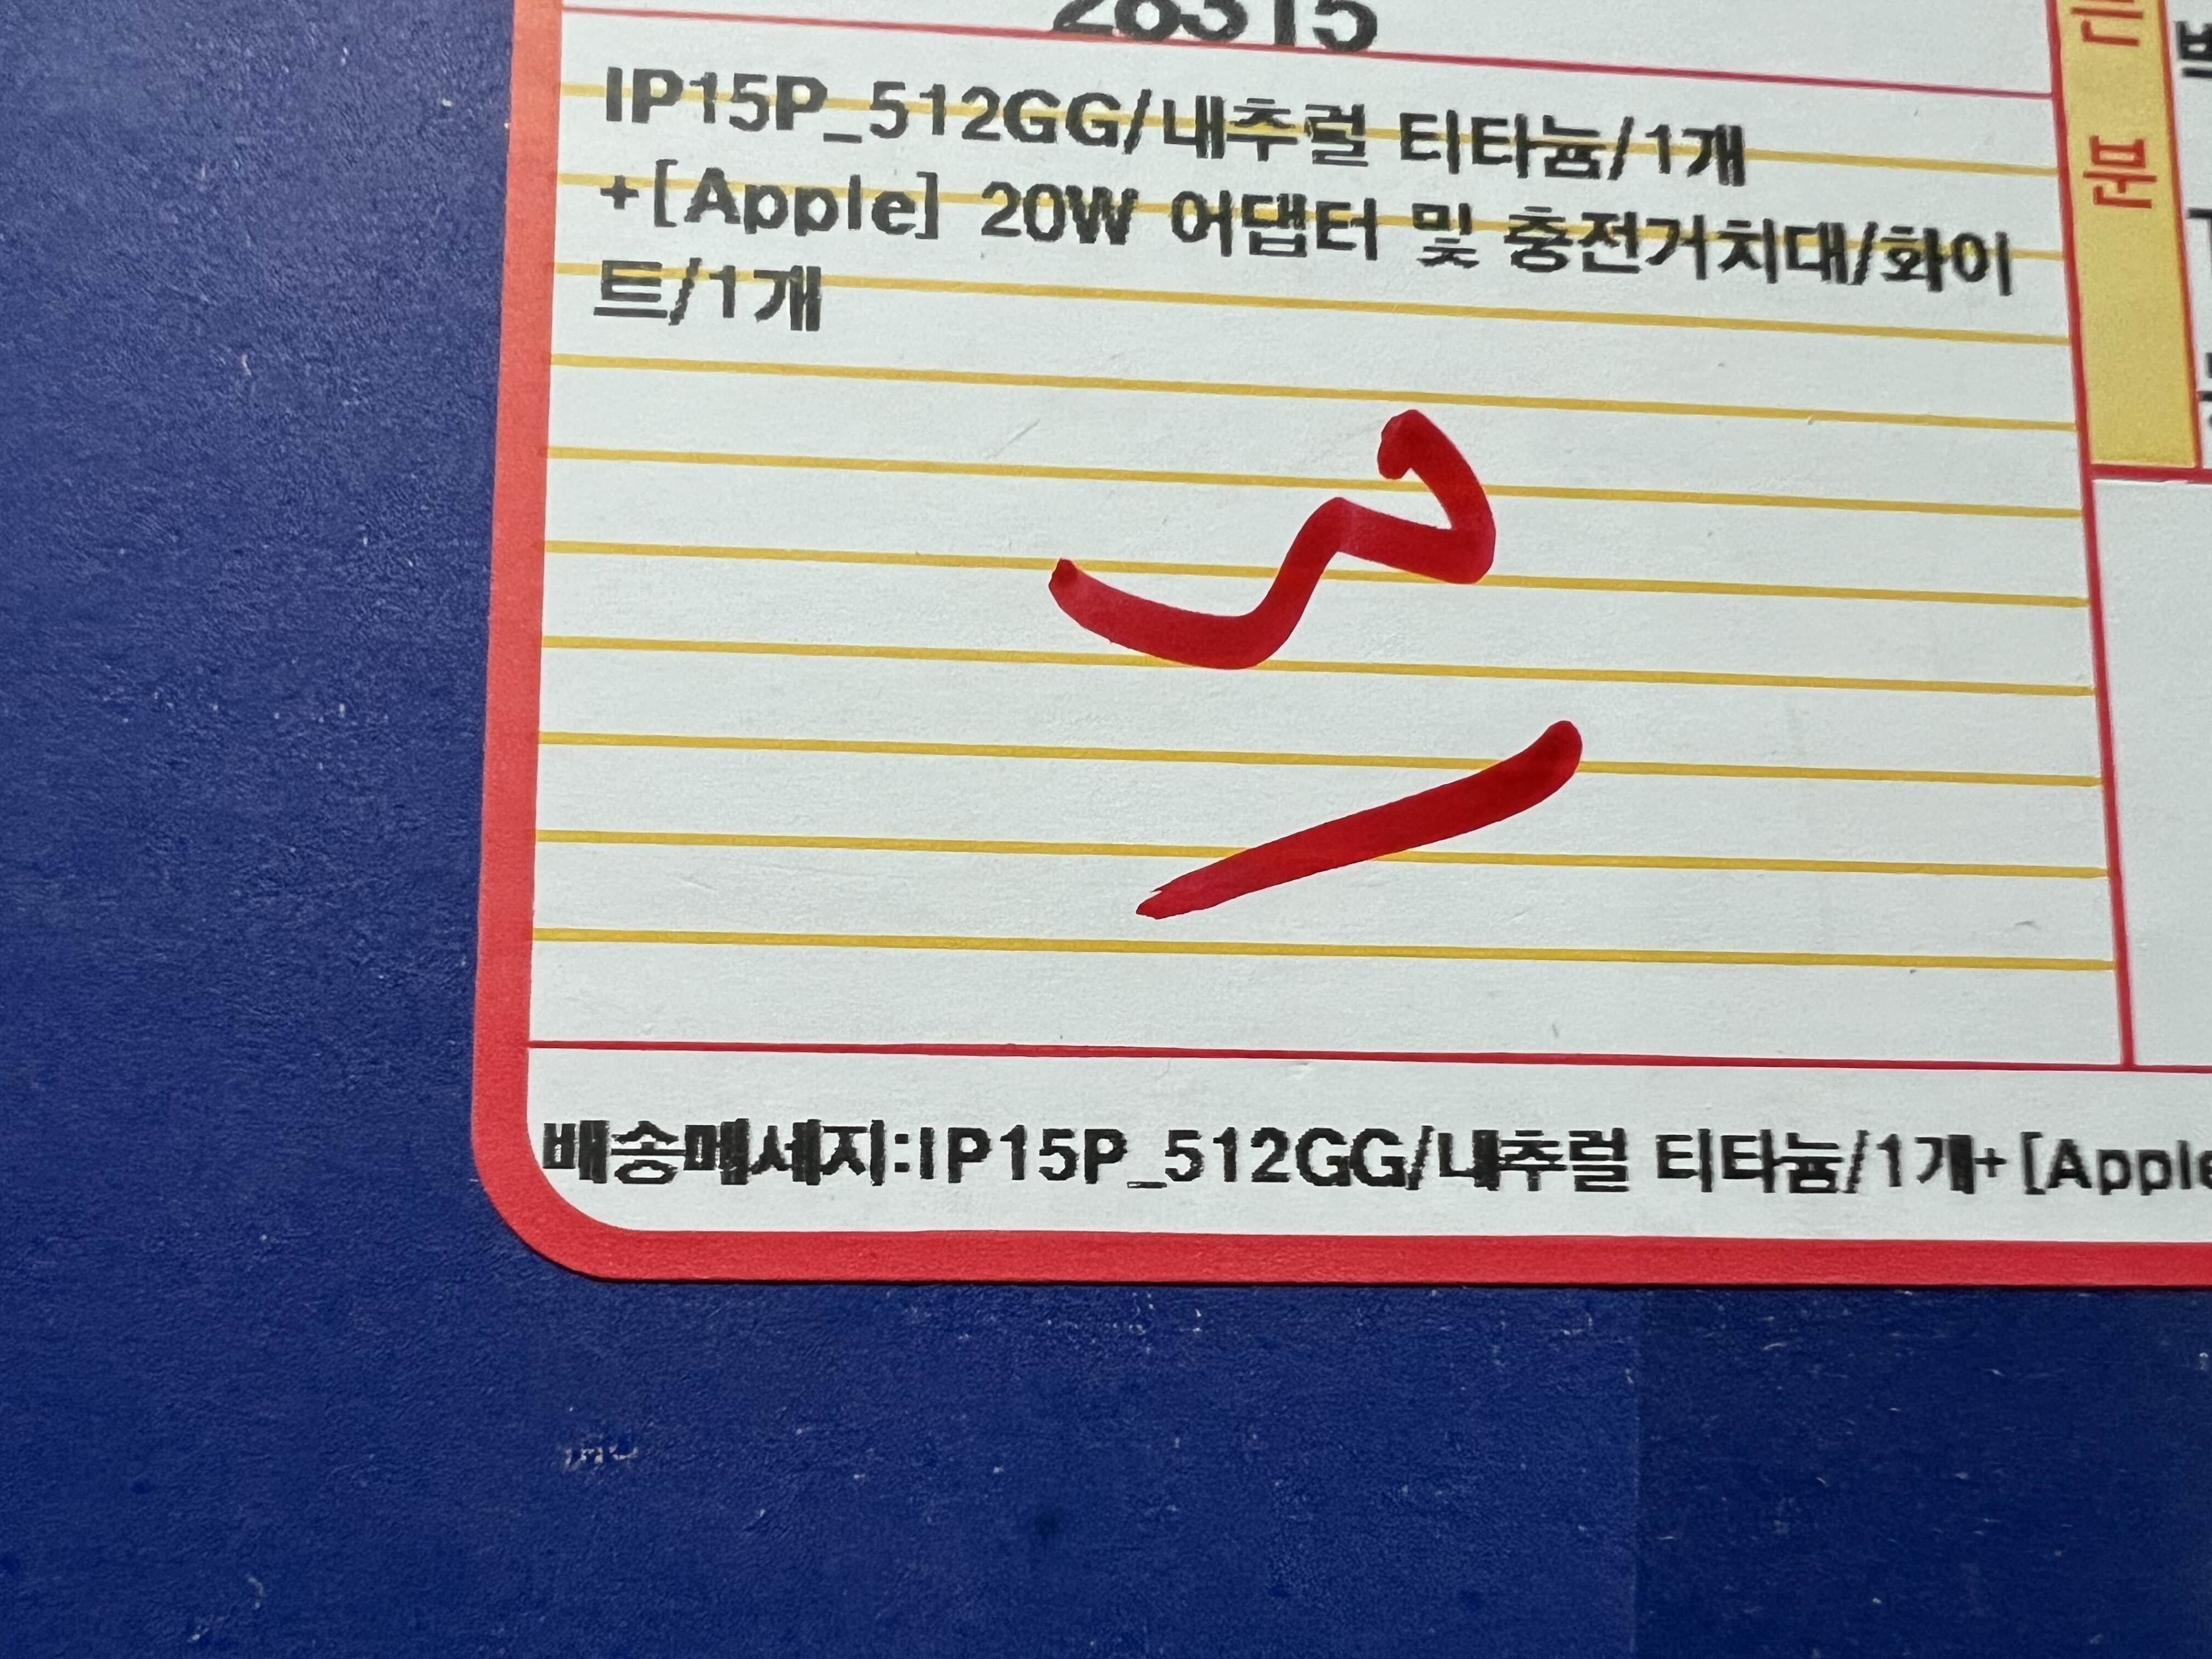 28315
IP15P_512GG/내추럴 티타늄/1개
+[Apple] 20W 어댑터 및 충전거치대/화이
트/1개
문
배송메세지:IP15P_512GG/내추럴 티타늄/1개+[Apple